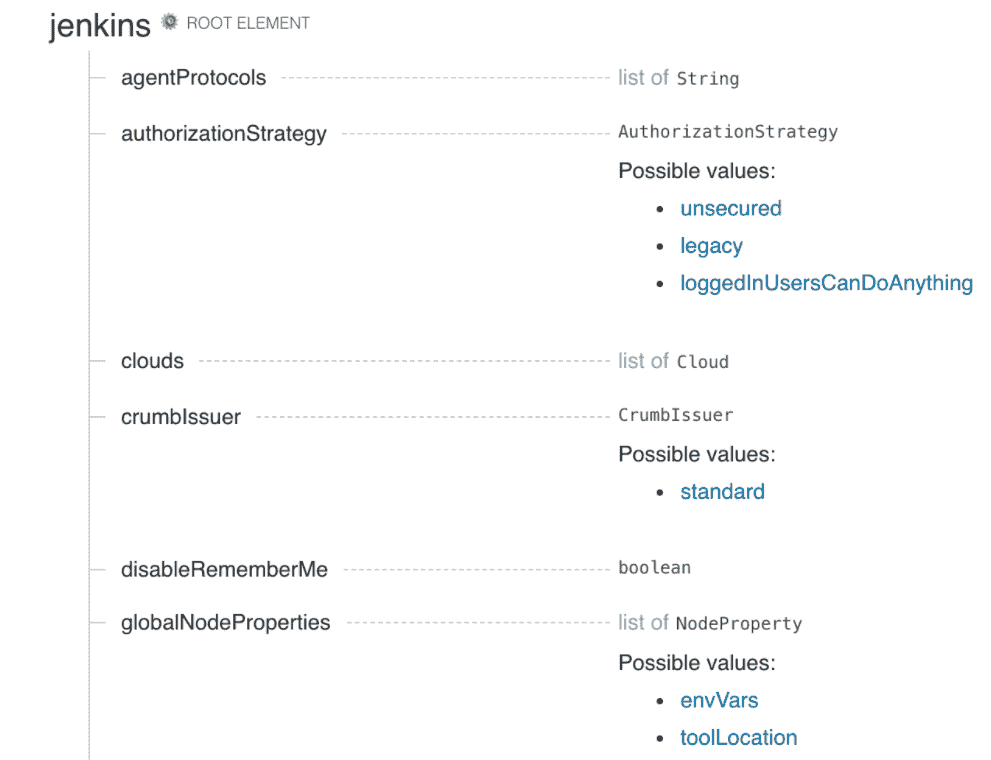 jenkins ROOT ELEMENT
agentProtocols list of String
authorizationStrategy AuthorizationStrategy
Possible values:
unsecured
legacy
loggedInUsersCanDoAnything
clouds list of Cloud
crumbIssuer CrumbIssuer
Possible values:
standard
disableRememberMe boolean
globalNodeProperties list of NodeProperty
Possible values:
envVars
toolLocation